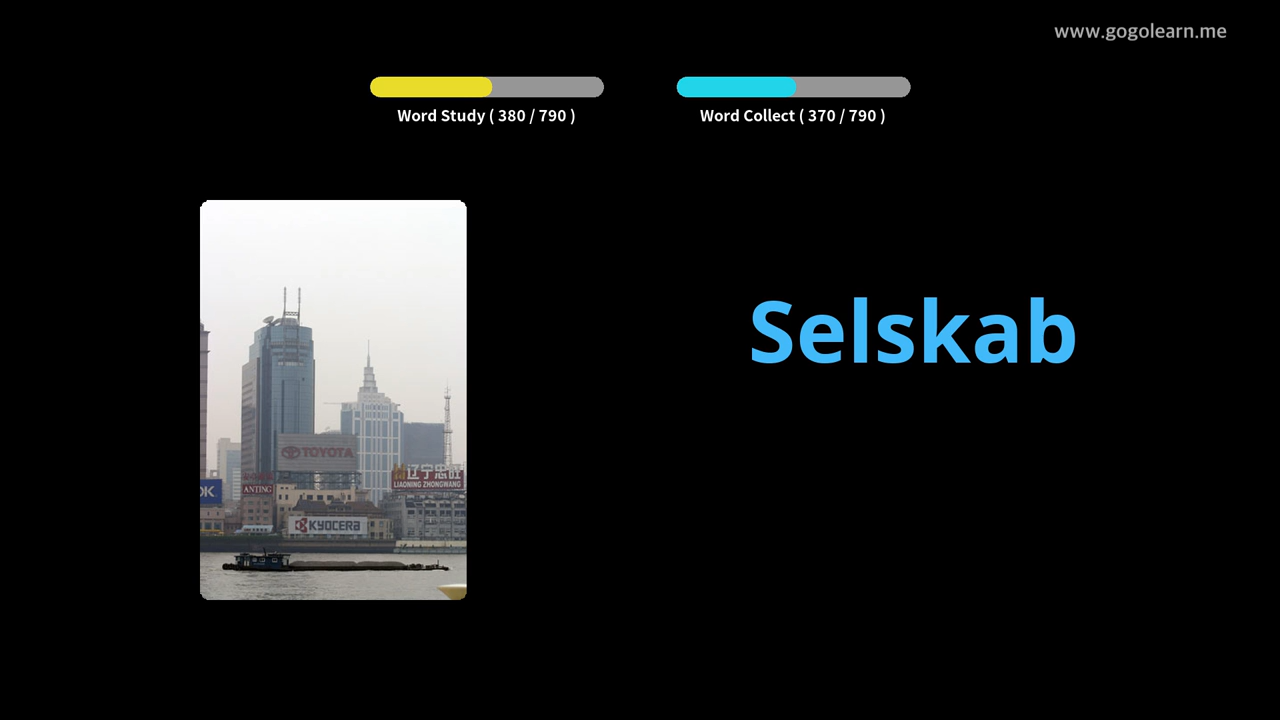 www.gogolearn.me
Word Study ( 380 / 790 )
Word Collect ( 370 / 790 )
Selskab
TOYOTA
辽宁忠旺
LIAONING ZHONGWANG
ANTING
KYOCERA